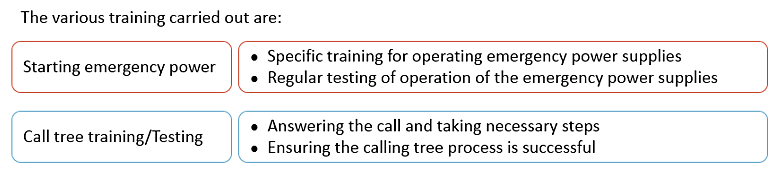 The various training carried out are:
Starting emergency power
• Specific training for operating emergency power supplies
• Regular testing of operation of the emergency power supplies
Call tree training/Testing
• Answering the call and taking necessary steps
• Ensuring the calling tree process is successful